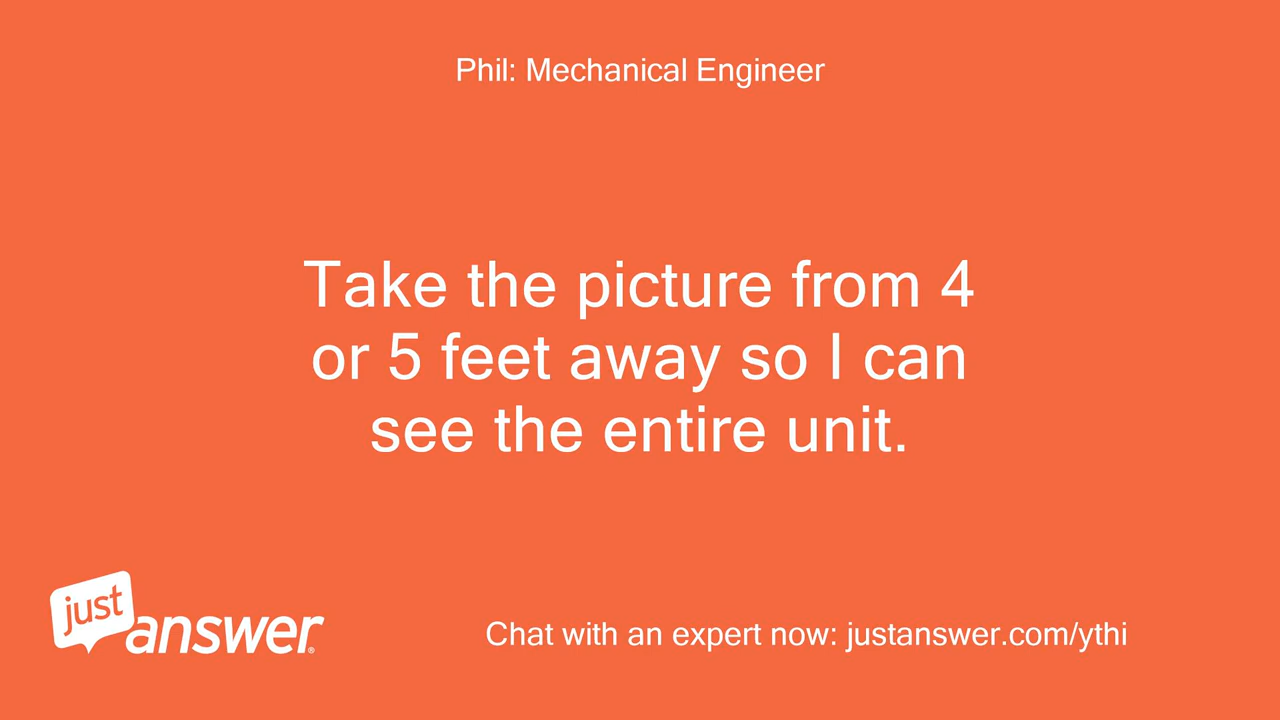 Phil: Mechanical Engineer
Take the picture from 4
or 5 feet away so I can
see the entire unit.
just
answer®
Chat with an expert now: justanswer.com/ythi